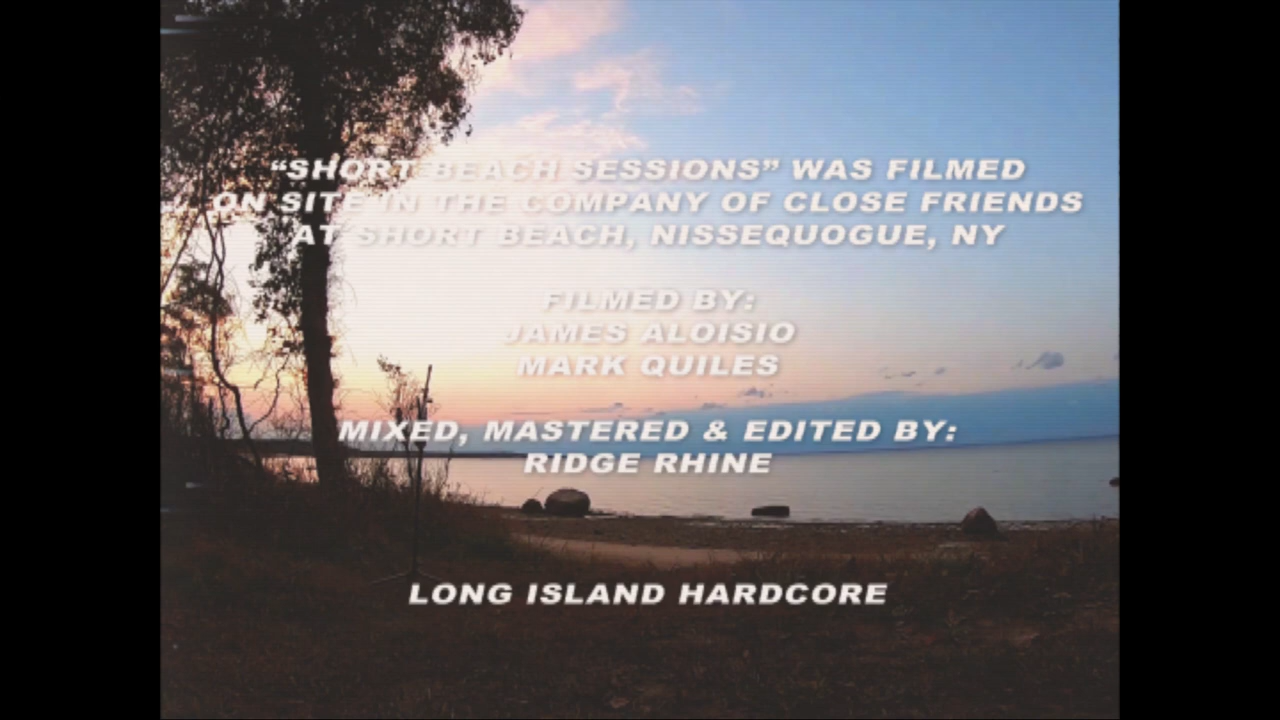 “SHORT BEACH SESSIONS” WAS FILMED
ON SITE IN THE COMPANY OF CLOSE FRIENDS
AT SHORT BEACH, NISSEQUOGUE, NY
FILMED BY:
JAMES ALOISIO
MARK QUILES
MIXED, MASTERED & EDITED BY:
RIDGE RHINE
LONG ISLAND HARDCORE